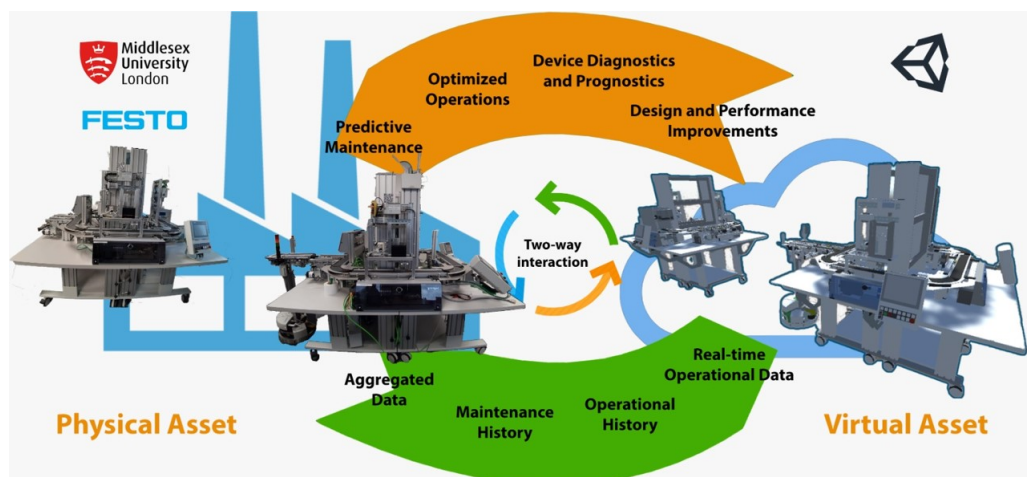 Middlesex
University
London
FESTO
Device Diagnostics
and Prognostics
Optimized
Operations
Design and Performance
Improvements
Predictive
Maintenance
Two-way
interaction
Real-time
Operational Data
Aggregated
Data
Operational
History
Maintenance
History
Physical Asset
Virtual Asset